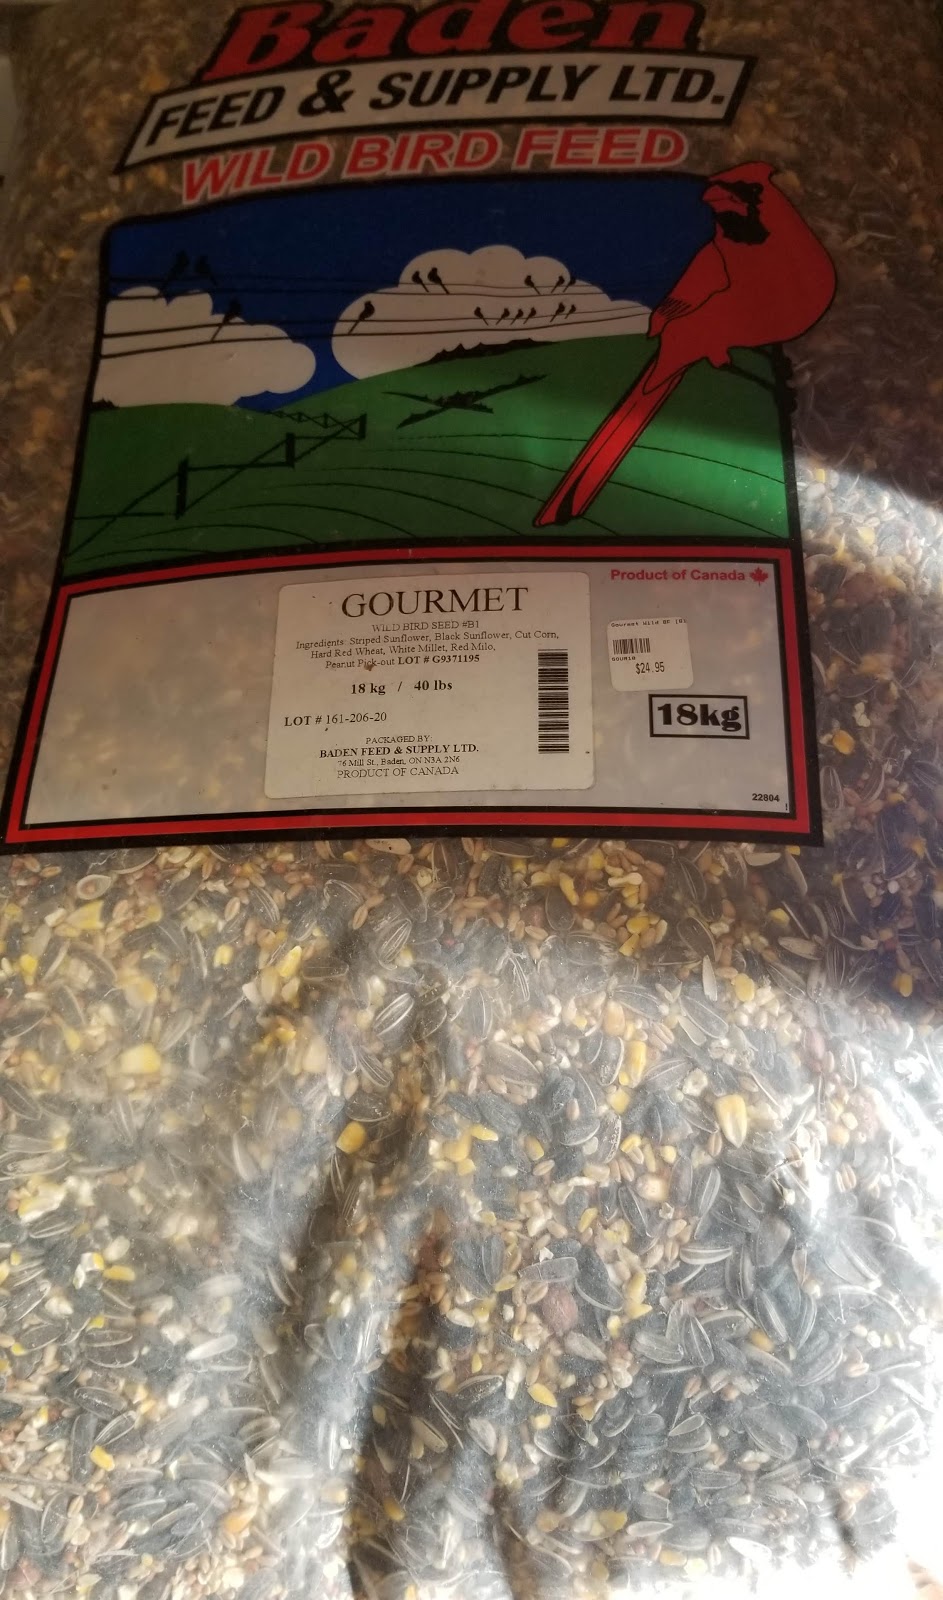 Baden
FEED & SUPPLY LTD.
WILD BIRD FEED
Product of Canada
GOURMET
WILD BIRD SEED #B1
Ingredients: Striped Sunflower, Black Sunflower, Cut Corn,
Hard Red Wheat, White Millet, Red Milo,
Peanut Pick-out LOT # G9371195
18 kg / 40 lbs
LOT # 161-206-20
PACKAGED BY:
BADEN FEED & SUPPLY LTD.
76 Mill St., Baden, ON N3A 2N6
PRODUCT OF CANADA
Gourmet Wild BF
$24.95
18kg
22804